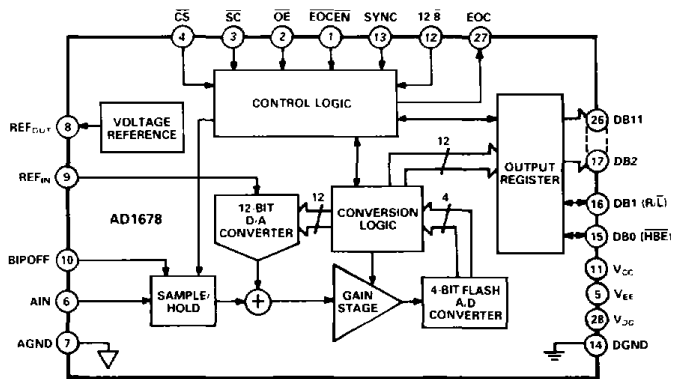 CS SC OE EOCEN SYNC 12 8 EOC
4 3 2 1 13 12 27
CONTROL LOGIC
REFOUT 8
VOLTAGE
REFERENCE
REFIN 9
AD1678
12-BIT
D/A
CONVERTER
12
CONVERSION
LOGIC
12
4
OUTPUT
REGISTER
26 DB11
17 DB2
16 DB1 (R/L)
15 DB0 (HBE)
11 VCC
5 VEE
28 VDD
14 DGND
BIPOFF 10
AIN 6
AGND 7
SAMPLE/
HOLD
+
GAIN
STAGE
4-BIT FLASH
A/D
CONVERTER